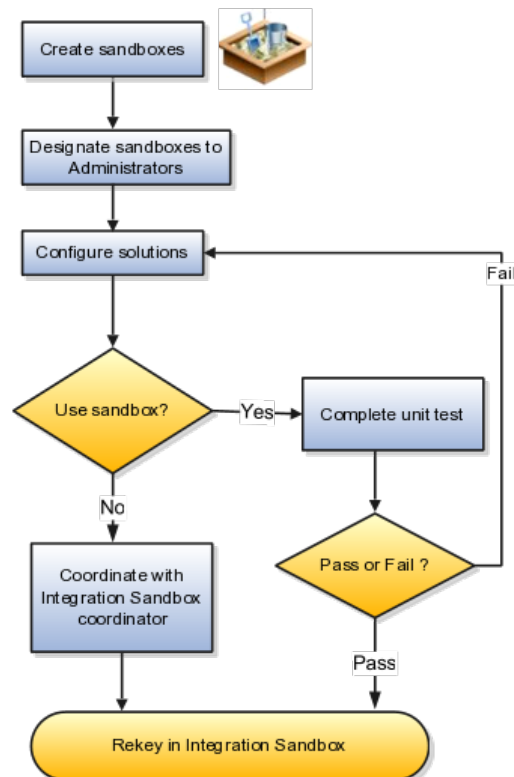 Create sandboxes
Designate sandboxes to
Administrators
Configure solutions
Fail
Use sandbox?
Yes
Complete unit test
No
Coordinate with
Integration Sandbox
coordinator
Pass or Fail ?
Pass
Rekey in Integration Sandbox